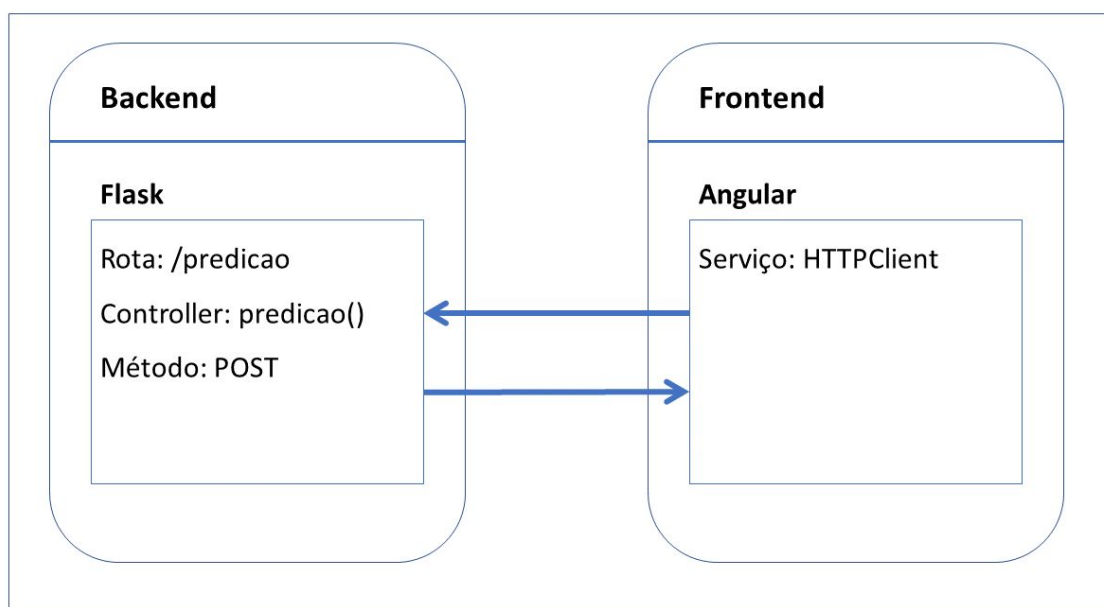 Backend
Flask
Rota: /predicao
Controller: predicao()
Método: POST
Frontend
Angular
Serviço: HTTPClient